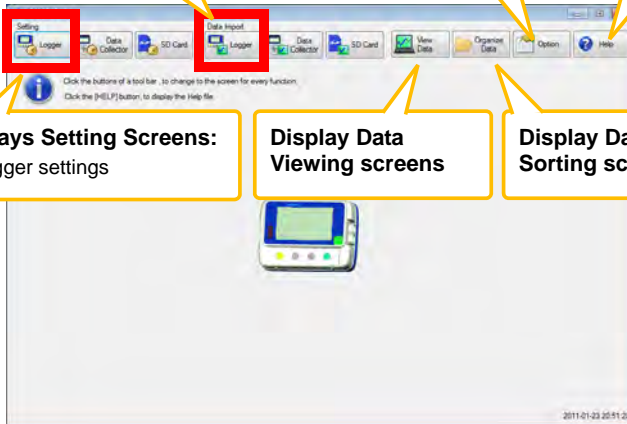 Setting
Data Import
Logger
Data
Collector
SD Card
Logger
Data
Collector
SD Card
View
Data
Organize
Data
Option
Help
Click the buttons of a tool bar , to change to the screen for every function.
Click the [HELP] button, to display the Help file.
ays Setting Screens:
gger settings
Display Data
Viewing screens
Display Da
Sorting sc
2011-01-23 20:51:2